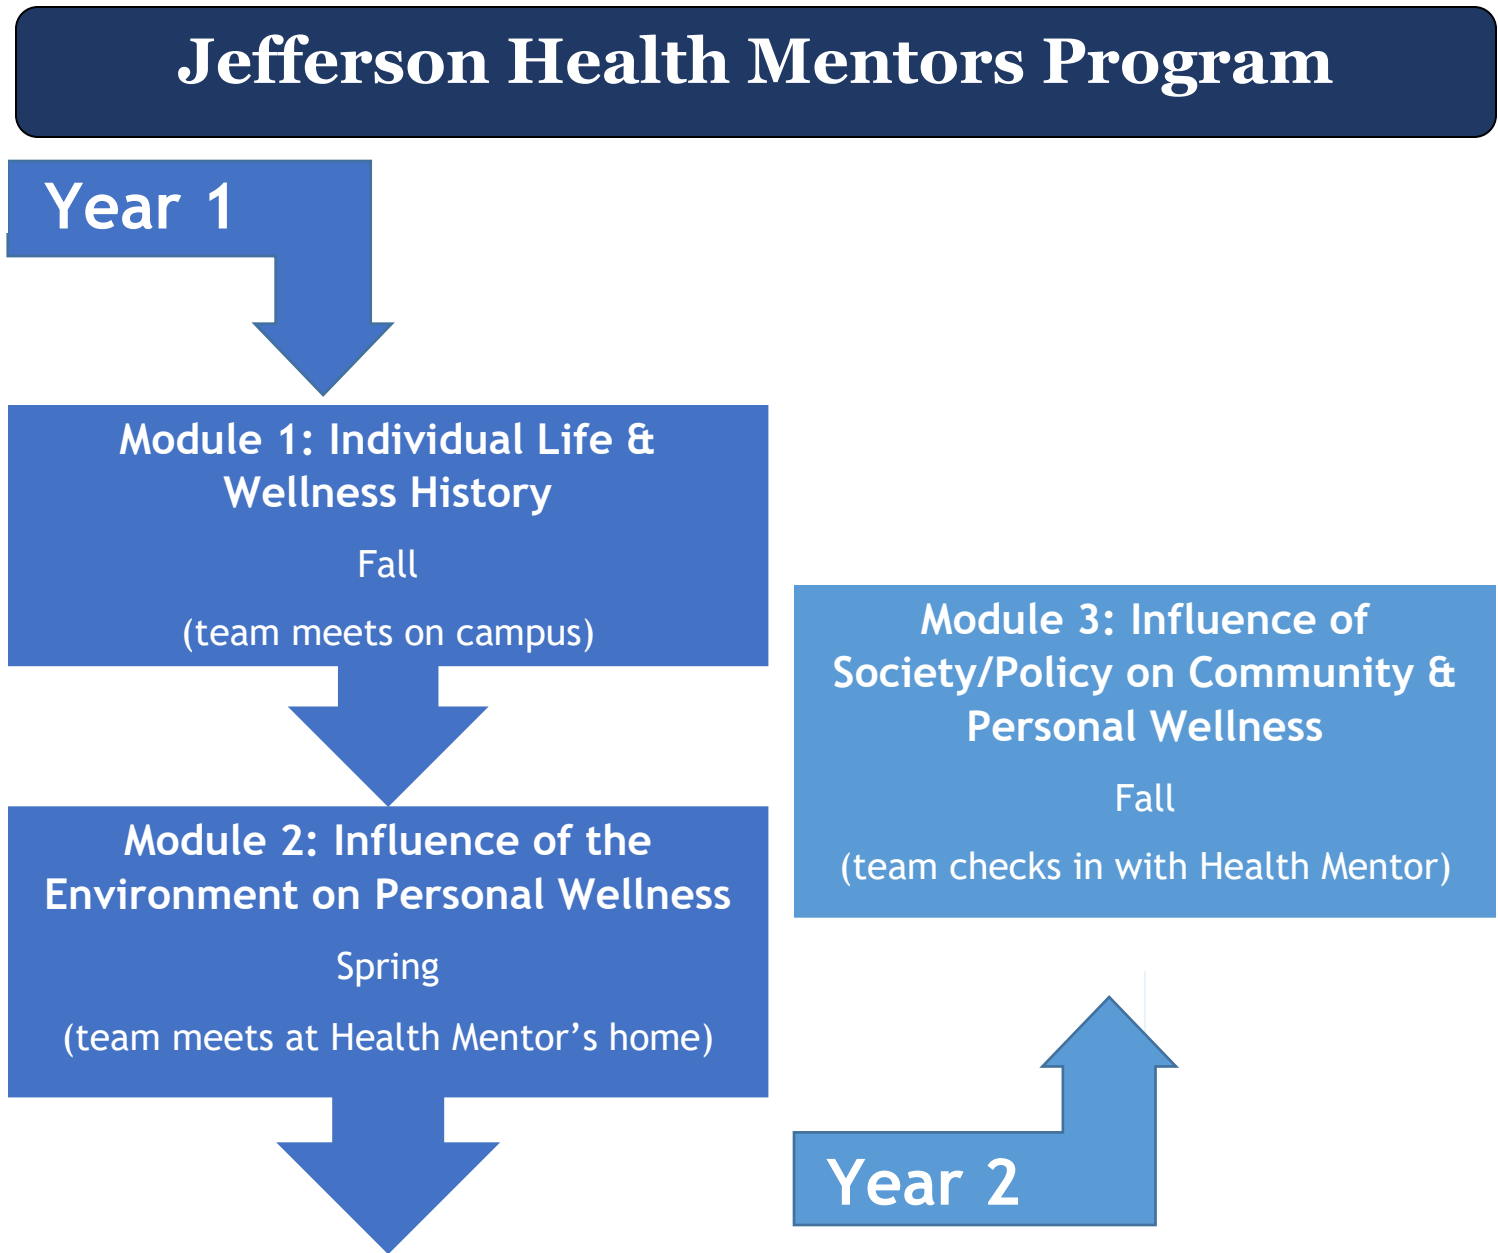 Jefferson Health Mentors Program
Year 1
Module 1: Individual Life &
Wellness History
Fall
(team meets on campus)
Module 2: Influence of the
Environment on Personal Wellness
Spring
(team meets at Health Mentor’s home)
Year 2
Module 3: Influence of
Society/Policy on Community &
Personal Wellness
Fall
(team checks in with Health Mentor)